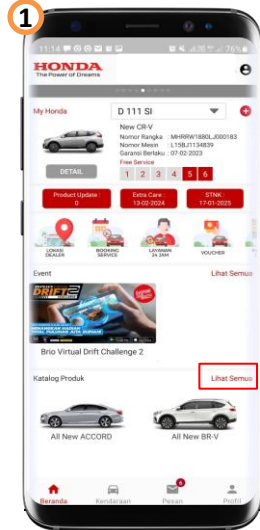 1
11:14
76%
HONDA
The Power of Dreams
My Honda
D 111 SI
New CR-V
Nomor Rangka : MHRRW1880LJ000183
Nomor Mesin : L15BJ1134839
Garansi Berlaku : 07-02-2023
Free Service
DETAIL
1 2 3 4 5 6
Product Update :
0
Extra Care :
13-02-2024
STNK :
17-01-2025
LOKASI
DEALER
BOOKING
SERVICE
LAYANAN
24 JAM
VOUCHER
Event
Lihat Semua
DRIFT2
Brio Virtual Drift Challenge 2
Katalog Produk
Lihat Semua
All New ACCORD
All New BR-V
6
Beranda
Kendaraan
Pesan
Profil